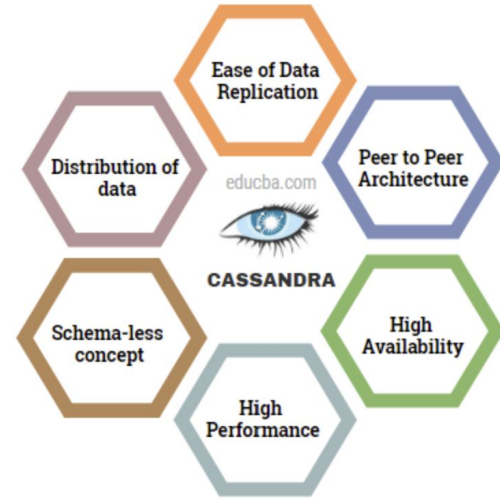 Ease of Data
Replication
Distribution of
data
Peer to Peer
Architecture
educba.com
CASSANDRA
Schema-less
concept
High
Availability
High
Performance